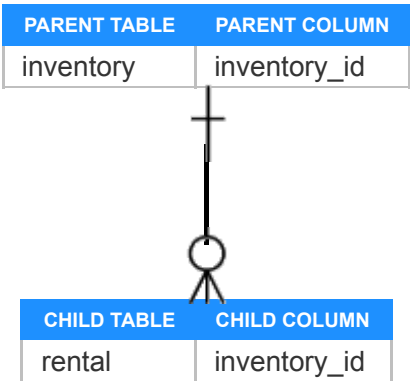 PARENT TABLE PARENT COLUMN
inventory inventory_id
CHILD TABLE CHILD COLUMN
rental inventory_id